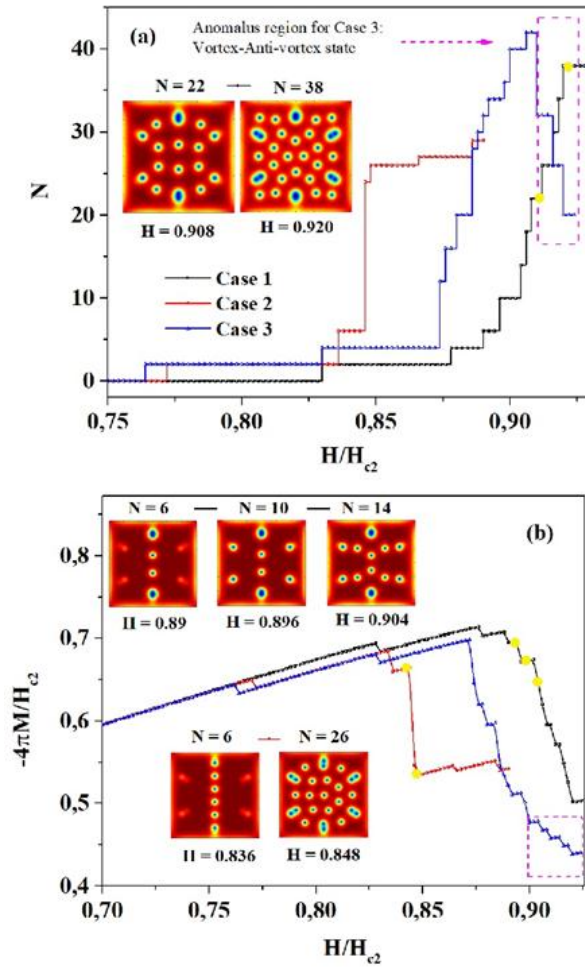 (a)
Anomalus region for Case 3:
Vortex-Anti-vortex state
N = 22 N = 38
H = 0.908 H = 0.920
Case 1
Case 2
Case 3
N
40
30
20
10
0
0,75 0,80 0,85 0,90
H/Hc2
(b)
N = 6 N = 10 N = 14
H = 0.89 H = 0.896 H = 0.904
N = 6 N = 26
H = 0.836 H = 0.848
-4πM/Hc2
0,8
0,7
0,6
0,5
0,4
0,70 0,75 0,80 0,85 0,90
H/Hc2